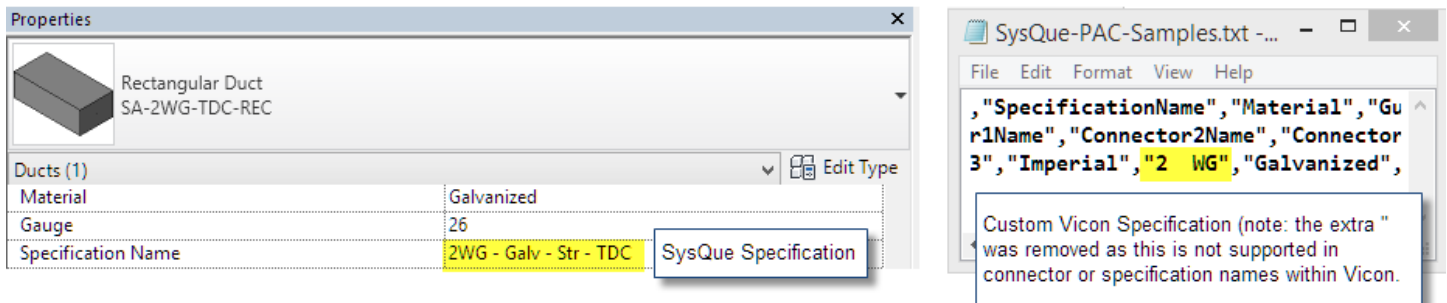 Properties
Rectangular Duct
SA-2WG-TDC-REC
Ducts (1)
Edit Type
Material Galvanized
Gauge 26
Specification Name 2WG - Galv - Str - TDC
SysQue Specification
SysQue-PAC-Samples.txt -...
File Edit Format View Help
,"SpecificationName","Material","Gu
r1Name","Connector2Name","Connector
3","Imperial","2  WG","Galvanized",
Custom Vicon Specification (note: the extra "
was removed as this is not supported in
connector or specification names within Vicon.